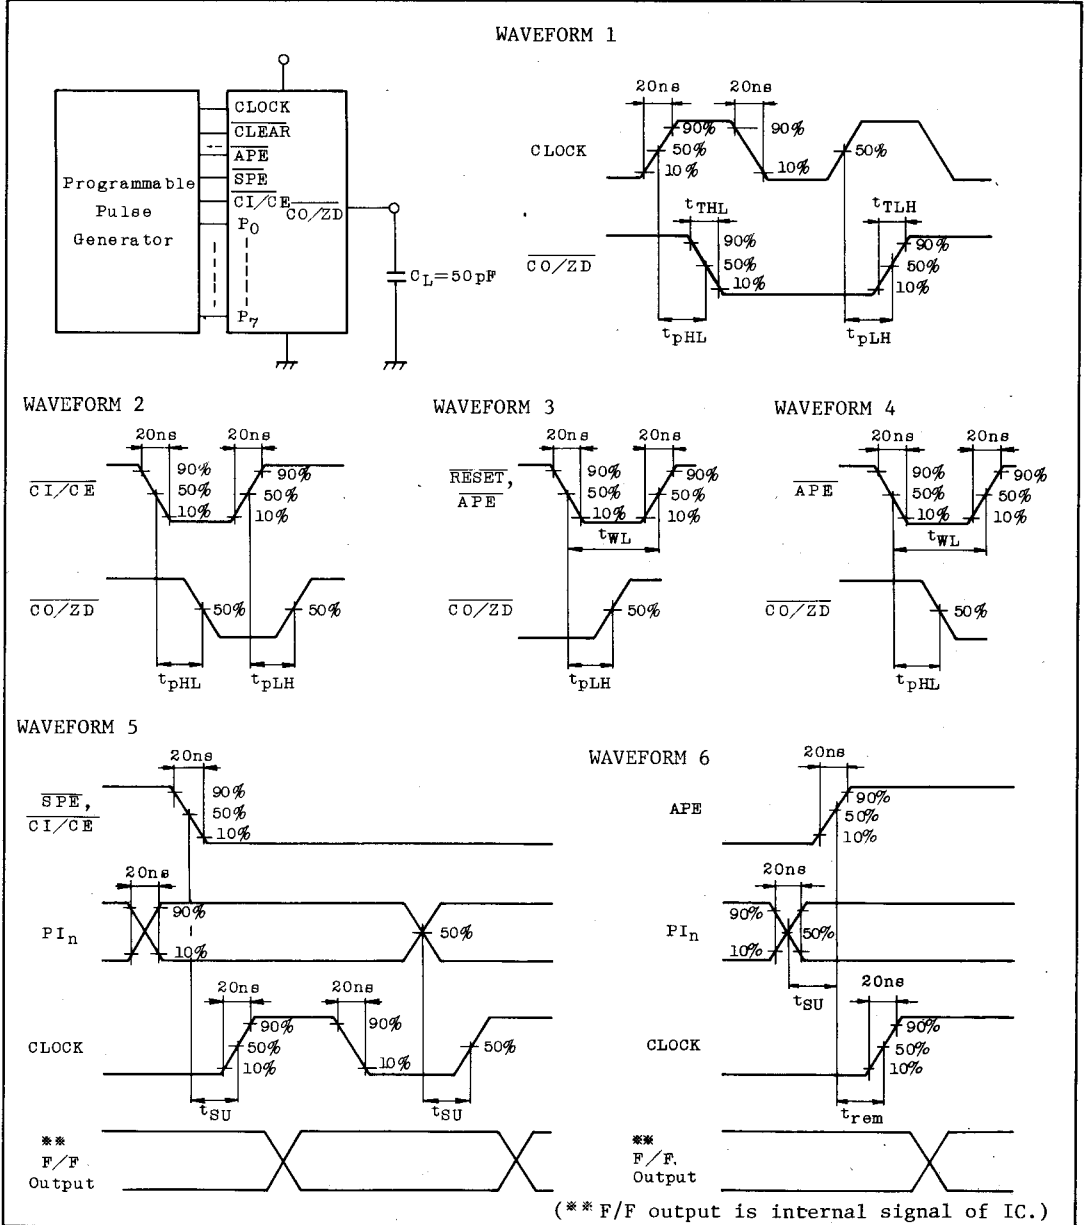 WAVEFORM 1
Programmable
Pulse
Generator
CLOCK
CLEAR
APE
SPE
CI/CE
CO/ZD
P0
P7
CL=50pF
20ns 20ns
CLOCK
90%
50%
10%
90%
10%
50%
tTHL tTLH
CO/ZD
90%
50%
10%
90%
50%
10%
tpHL tpLH
WAVEFORM 2
20ns 20ns
CI/CE
90%
50%
10%
90%
50%
10%
CO/ZD
50% 50%
tpHL tpLH
WAVEFORM 3
20ns 20ns
RESET,
APE
90%
50%
10%
90%
50%
10%
tWL
CO/ZD
50%
tpLH
WAVEFORM 4
20ns 20ns
APE
90%
50%
10%
90%
50%
10%
tWL
CO/ZD
50%
tpHL
WAVEFORM 5
20ns
SPE,
CI/CE
90%
50%
10%
20ns
PIn
90%
10%
50%
20ns 20ns
CLOCK
90%
50%
10%
90%
10%
50%
tSU tSU
**
F/F
Output
WAVEFORM 6
20ns
APE
90%
50%
10%
20ns
PIn
90%
10%
50%
tSU
20ns
CLOCK
90%
50%
10%
trem
**
F/F.
Output
(** F/F output is internal signal of IC.)